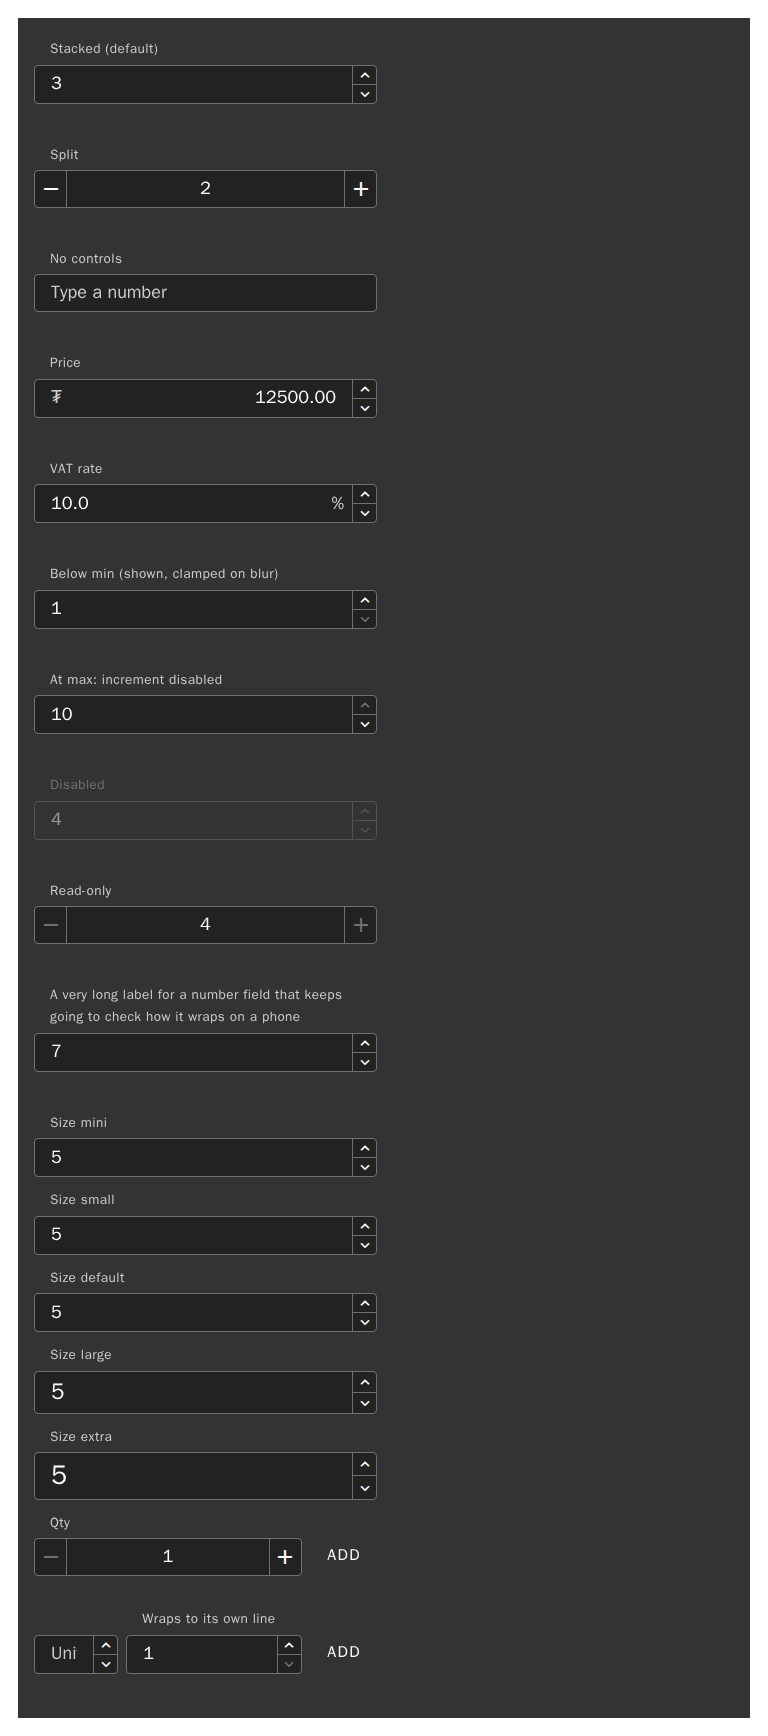 Stacked (default)
3
Split
− 2 +
No controls
Type a number
Price
₮ 12500.00
VAT rate
10.0 %
Below min (shown, clamped on blur)
1
At max: increment disabled
10
Disabled
4
Read-only
− 4 +
A very long label for a number field that keeps
going to check how it wraps on a phone
7
Size mini
5
Size small
5
Size default
5
Size large
5
Size extra
5
Qty
− 1 + ADD
Wraps to its own line
Uni 1 ADD